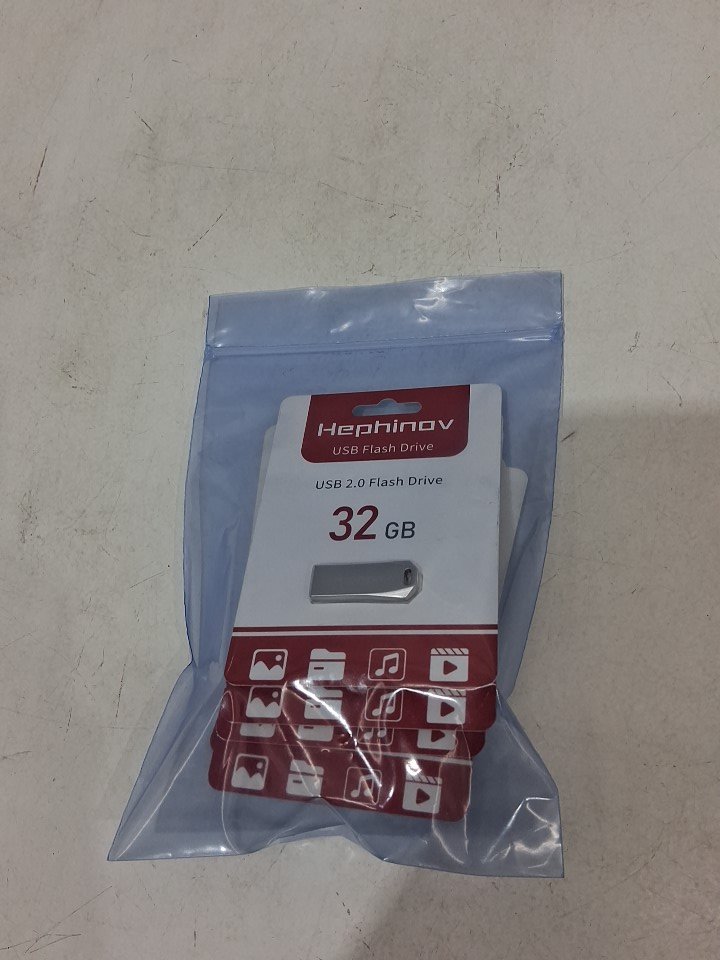 Hephinov
USB Flash Drive
USB 2.0 Flash Drive
32 GB